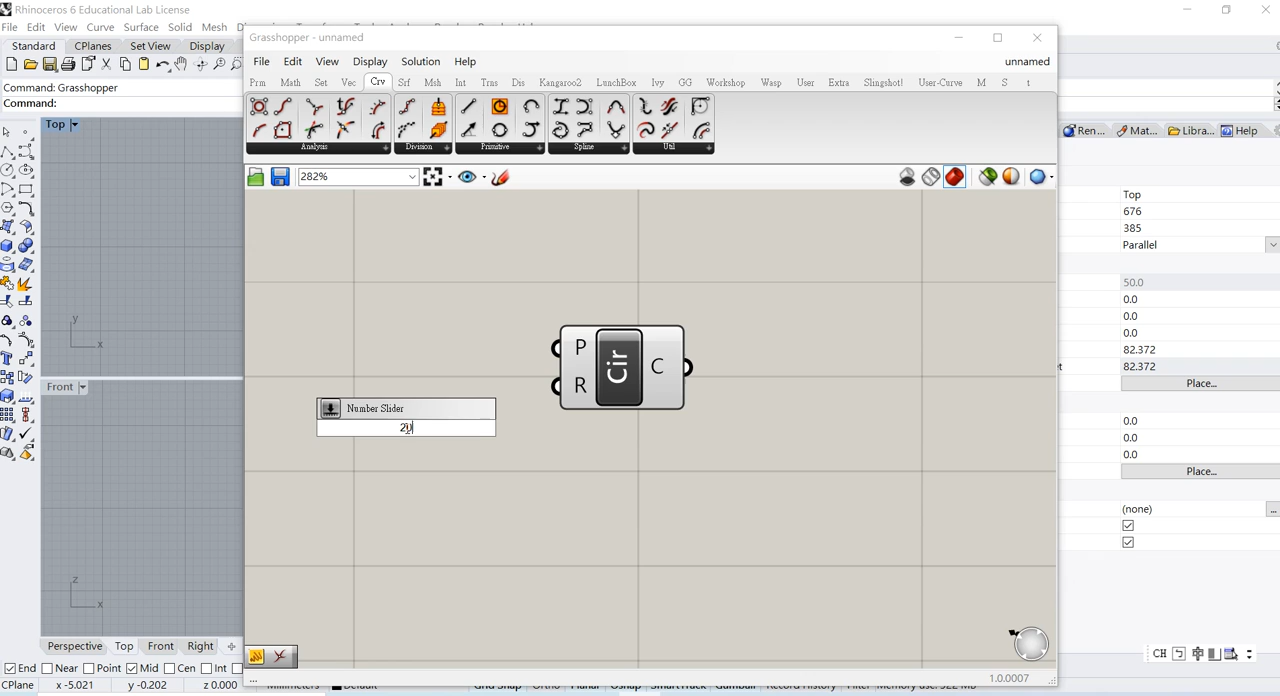 Rhinoceros 6 Educational Lab License
File Edit View Curve Surface Solid Mesh
Standard CPlanes Set View Display
Command: Grasshopper
Command:
Grasshopper - unnamed
File Edit View Display Solution Help
unnamed
Prm Math Set Vec Crv Srf Msh Int Trns Dis Kangaroo2 LunchBox Ivy GG Workshop Wasp User Extra Slingshot! User-Curve M S t
Analysis Division Primitive Spline Util
282%
Ren... Mat... Libra... Help
Top
Top
676
385
Parallel
50.0
0.0
0.0
0.0
82.372
82.372
Place...
0.0
0.0
0.0
Place...
(none)
...
P
R
Cir
C
Number Slider
20
y
x
Front
z
x
Perspective Top Front Right
End Near Point Mid Cen Int
CPlane x -5.021 y -0.202 z 0.000
...
1.0.0007
CH 中